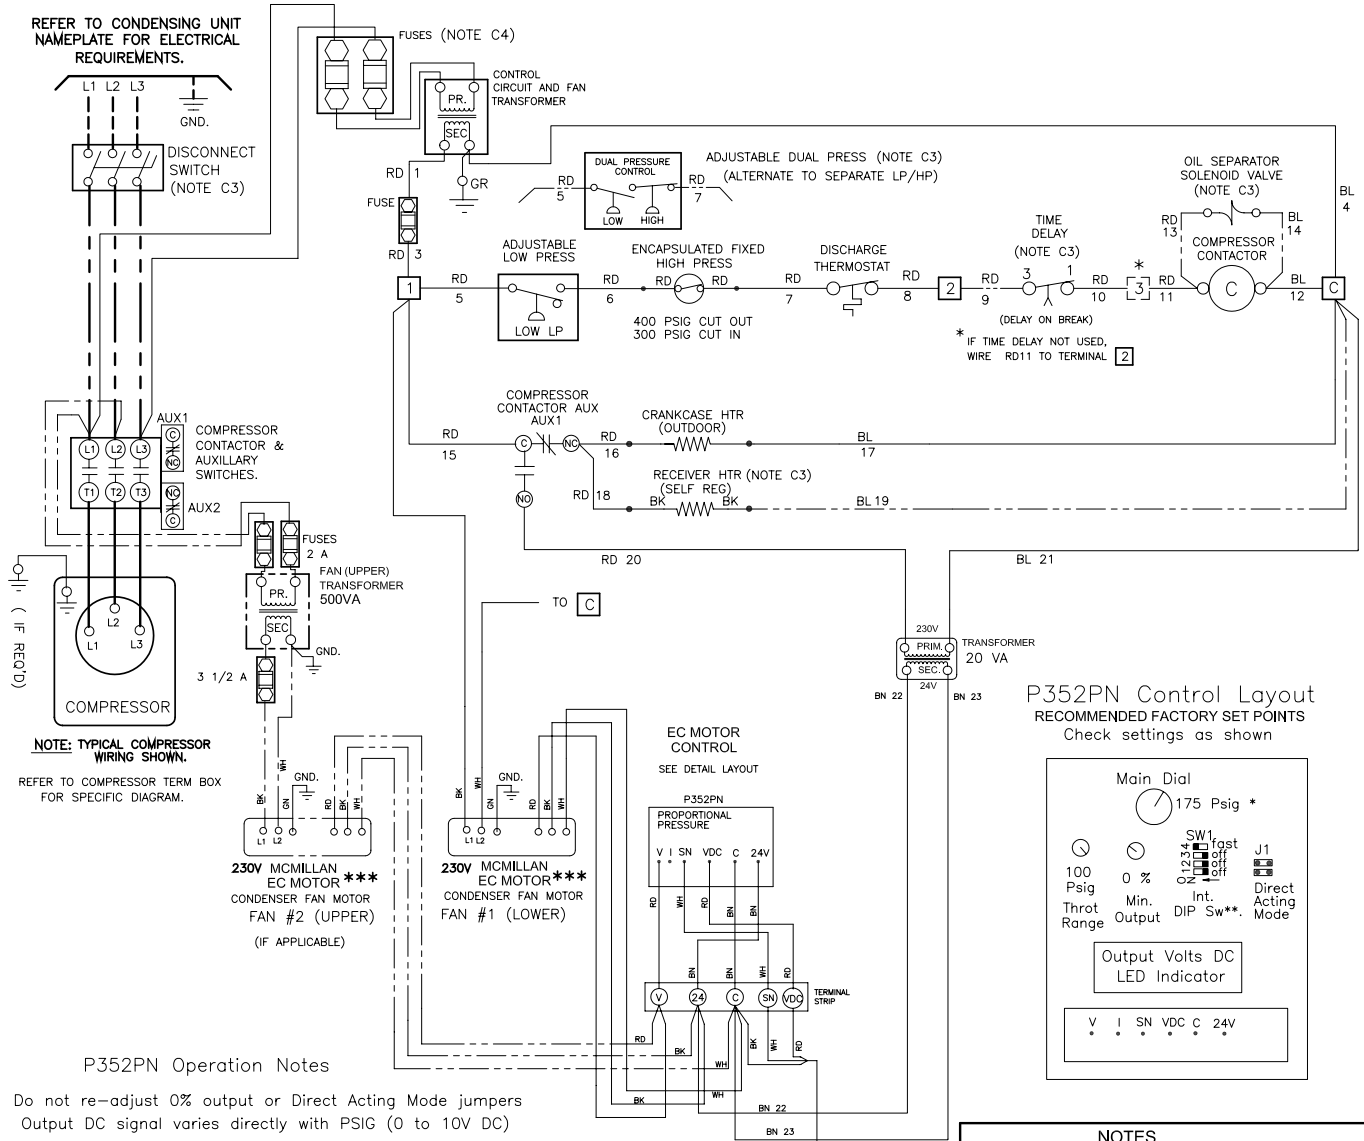 REFER TO CONDENSING UNIT
NAMEPLATE FOR ELECTRICAL
REQUIREMENTS.
L1 L2 L3
GND.
DISCONNECT
SWITCH
(NOTE C3)
FUSES (NOTE C4)
CONTROL
CIRCUIT AND FAN
TRANSFORMER
PR.
SEC
RD 1
GR
FUSE
RD 3
1
DUAL PRESSURE
CONTROL
RD
5
LOW HIGH
RD
7
ADJUSTABLE DUAL PRESS (NOTE C3)
(ALTERNATE TO SEPARATE LP/HP)
OIL SEPARATOR
SOLENOID VALVE
(NOTE C3)
RD
13
BL
14
BL
4
COMPRESSOR
CONTACTOR
C
RD
5
ADJUSTABLE
LOW PRESS
LOW LP
RD
6
ENCAPSULATED FIXED
HIGH PRESS
RD RD
400 PSIG CUT OUT
300 PSIG CUT IN
RD
7
DISCHARGE
THERMOSTAT
RD
8
2
RD
9
TIME
DELAY
(NOTE C3)
3 1
(DELAY ON BREAK)
RD
10
*
3
RD
11
BL
12
C
* IF TIME DELAY NOT USED,
WIRE RD11 TO TERMINAL 2
AUX1
C
NC
COMPRESSOR
CONTACTOR &
AUXILLARY
SWITCHES.
L1 L2 L3
T1 T2 T3
NO
C
AUX2
RD
15
COMPRESSOR
CONTACTOR AUX
AUX1
C NC
NO
RD
16
CRANKCASE HTR
(OUTDOOR)
BL
17
RD 18
RECEIVER HTR (NOTE C3)
(SELF REG)
BK BK
BL 19
RD 20
BL 21
FUSES
2 A
FAN (UPPER)
TRANSFORMER
500VA
PR.
SEC
GND.
3 1/2 A
( IF REQ'D)
L1 L2 L3
COMPRESSOR
NOTE: TYPICAL COMPRESSOR
WIRING SHOWN.
REFER TO COMPRESSOR TERM BOX
FOR SPECIFIC DIAGRAM.
TO C
230V
PRIM.
SEC.
24V
TRANSFORMER
20 VA
BN 22
BN 23
BK
WH
GN
GND.
RD
BK
WH
L1 L2
230V MCMILLAN
EC MOTOR ***
CONDENSER FAN MOTOR
FAN #2 (UPPER)
(IF APPLICABLE)
BK
WH
GN
GND.
RD
BK
WH
L1 L2
230V MCMILLAN
EC MOTOR ***
CONDENSER FAN MOTOR
FAN #1 (LOWER)
EC MOTOR
CONTROL
SEE DETAIL LAYOUT
P352PN
PROPORTIONAL
PRESSURE
V I SN VDC C 24V
RD
WH
RD
BN
BN
BN
BN
WH
RD
V 24 C SN VDC
TERMINAL
STRIP
RD
BK
WH
BK
WH
RD
RD
BK
WH
BN 22
BN 23
P352PN Control Layout
RECOMMENDED FACTORY SET POINTS
Check settings as shown
Main Dial
175 Psig *
100
Psig
Throt
Range
0 %
Min.
Output
SW1
fast
off
off
off
1 2 3 4
O N
Int.
DIP Sw**.
J1
Direct
Acting
Mode
Output Volts DC
LED Indicator
V I SN VDC C 24V
P352PN Operation Notes
Do not re-adjust 0% output or Direct Acting Mode jumpers
Output DC signal varies directly with PSIG (0 to 10V DC)
NOTES